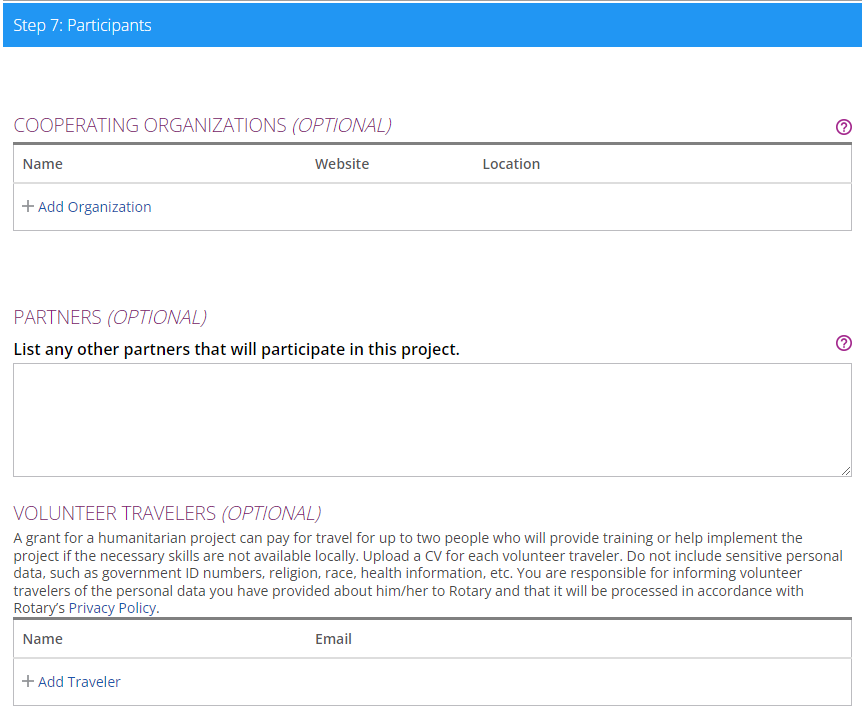 Step 7: Participants
COOPERATING ORGANIZATIONS (OPTIONAL)
Name Website Location
+ Add Organization
PARTNERS (OPTIONAL)
List any other partners that will participate in this project.
VOLUNTEER TRAVELERS (OPTIONAL)
A grant for a humanitarian project can pay for travel for up to two people who will provide training or help implement the
project if the necessary skills are not available locally. Upload a CV for each volunteer traveler. Do not include sensitive personal
data, such as government ID numbers, religion, race, health information, etc. You are responsible for informing volunteer
travelers of the personal data you have provided about him/her to Rotary and that it will be processed in accordance with
Rotary's Privacy Policy.
Name Email
+ Add Traveler